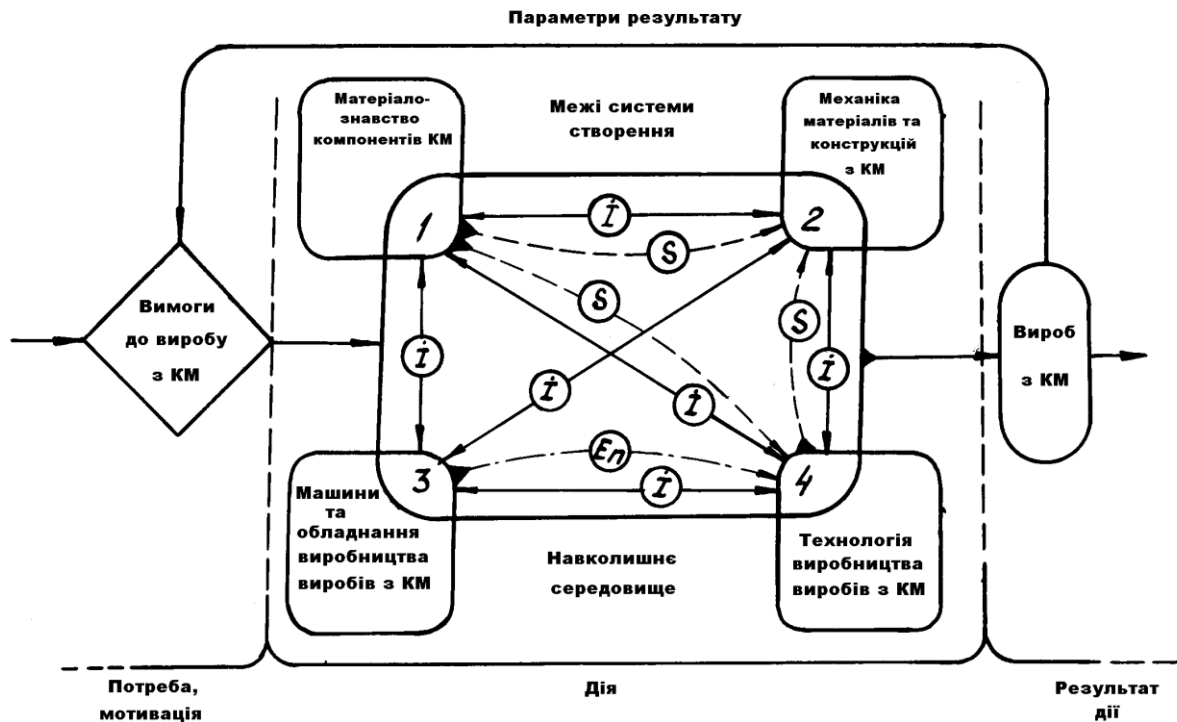 Параметри результату
Матеріало-
знавство
компонентів КМ
Межі системи
створення
Механіка
матеріалів та
конструкцій
з КМ
1
İ
2
S
S
S
Вимоги
до виробу
з КМ
Вироб
з КМ
İ
İ
İ
İ
En
3
İ
4
Машини
та
обладнання
виробництва
виробів з КМ
Навколишнє
середовище
Технологія
виробництва
виробів з КМ
Потреба,
мотивація
Дія
Результат
дії